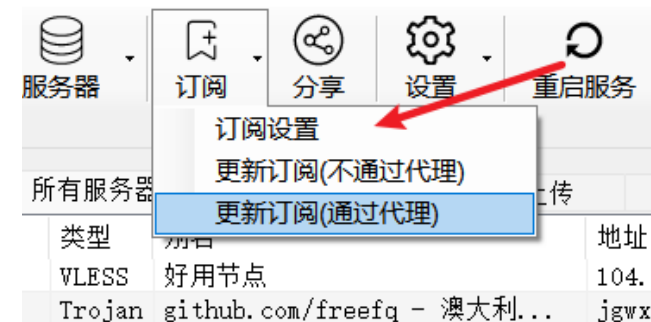 服务器 订阅 分享 设置 重启服务
订阅设置
更新订阅(不通过代理)
所有服务器
更新订阅(通过代理)
上传
类型 别名 地址
VLESS 好用节点 104.
Trojan github.com/freefq - 澳大利... jgwx